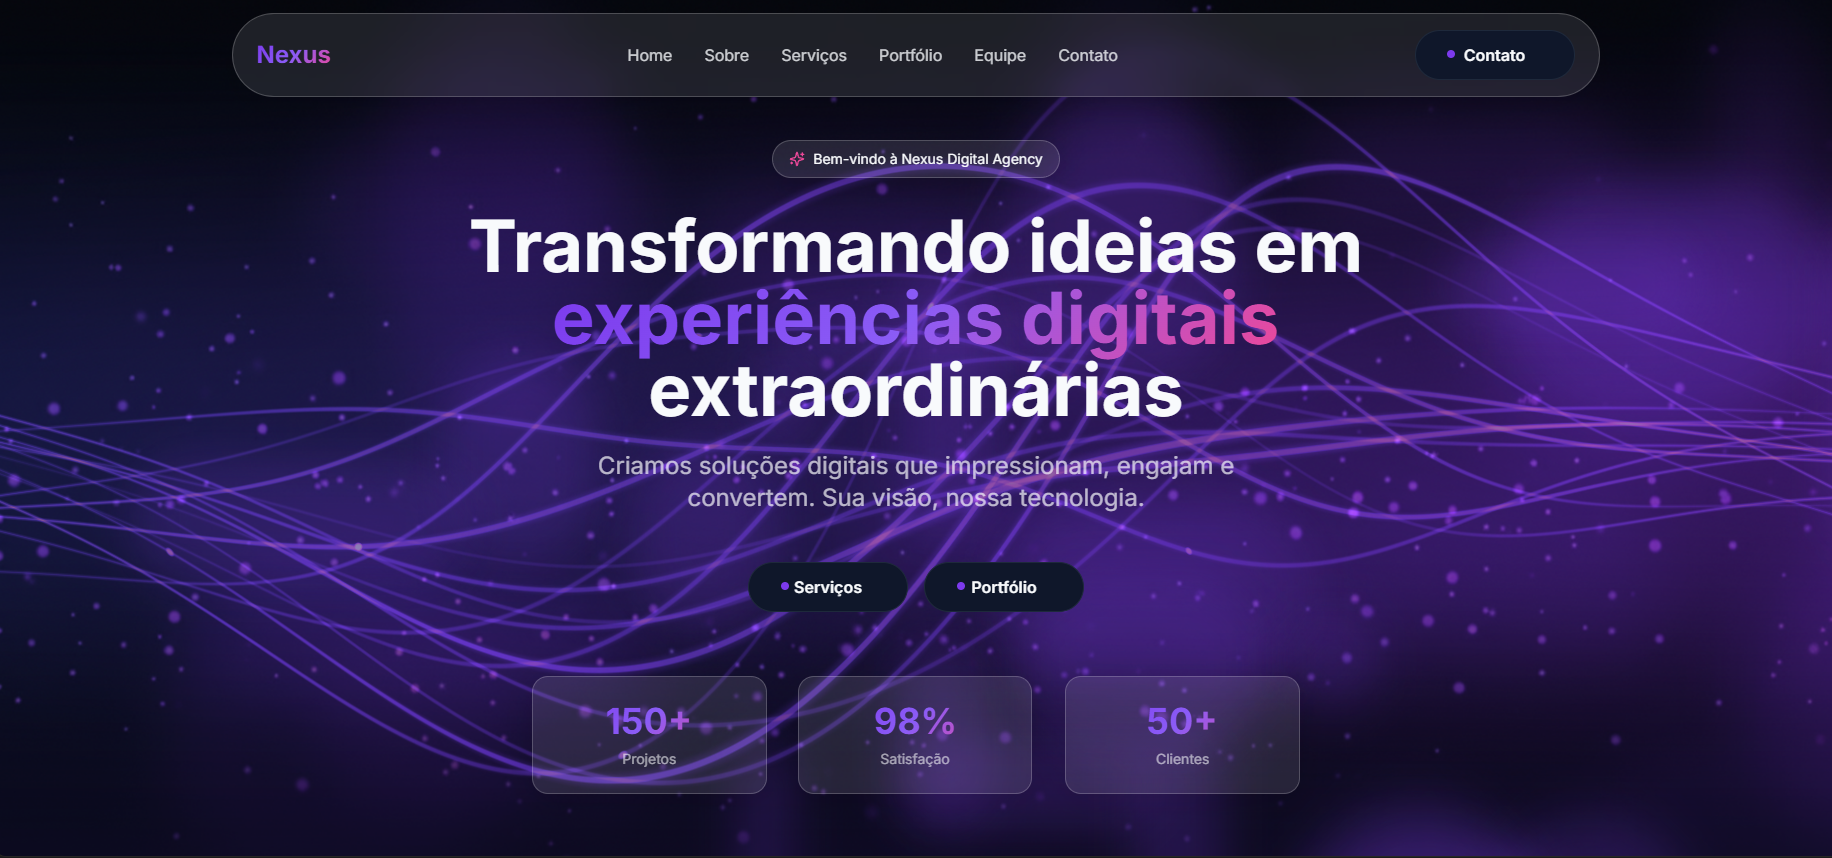 Nexus
Home
Sobre
Serviços
Portfólio
Equipe
Contato
Contato
Bem-vindo à Nexus Digital Agency
Transformando ideias em
experiências digitais
extraordinárias
Criamos soluções digitais que impressionam, engajam e
convertem. Sua visão, nossa tecnologia.
Serviços
Portfólio
150+
Projetos
98%
Satisfação
50+
Clientes